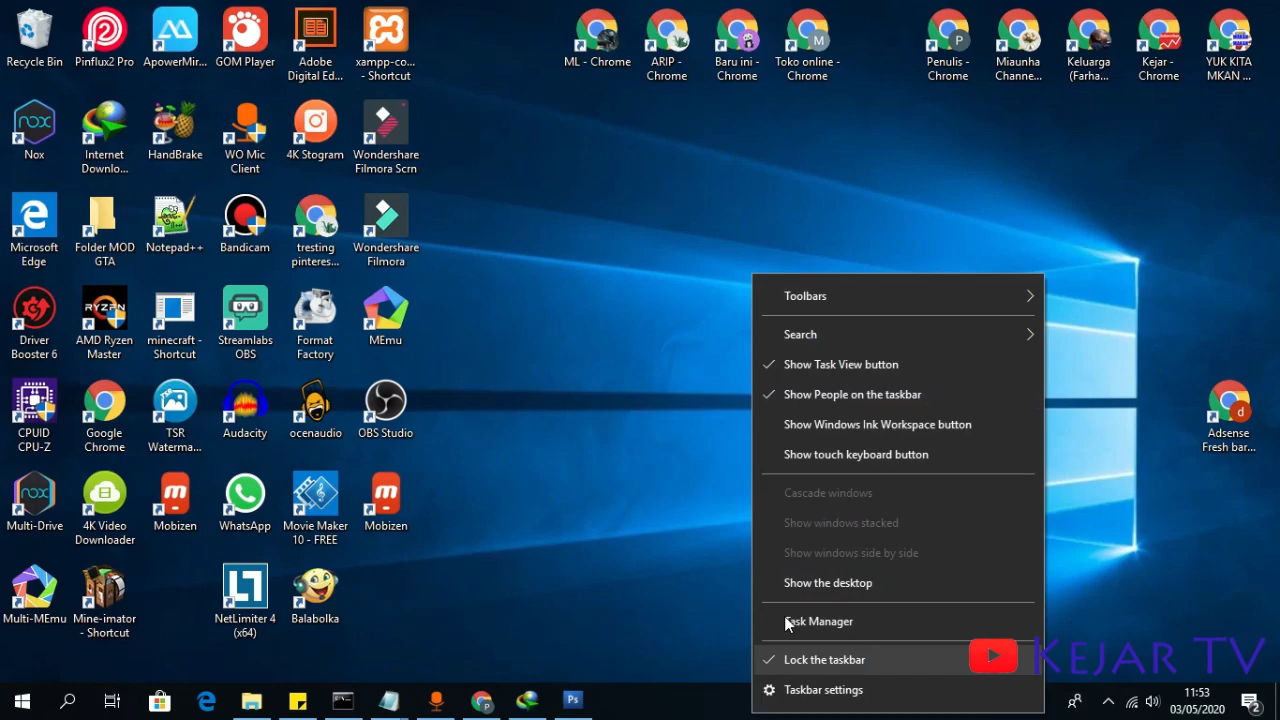 Recycle Bin
Pinflux2 Pro
ApowerMir...
GOM Player
Adobe
Digital Ed...
xampp-co...
- Shortcut
ML - Chrome
ARIP -
Chrome
Baru ini -
Chrome
Toko online -
Chrome
Penulis -
Chrome
Miaunha
Channe...
Keluarga
(Farha...
Kejar -
Chrome
YUK KITA
MKAN ...
Nox
Internet
Downlo...
HandBrake
WO Mic
Client
4K Stogram
Wondershare
Filmora Scrn
Microsoft
Edge
Folder MOD
GTA
Notepad++
Bandicam
tresting
pinteres...
Wondershare
Filmora
Driver
Booster 6
AMD Ryzen
Master
minecraft -
Shortcut
Streamlabs
OBS
Format
Factory
MEmu
CPUID
CPU-Z
Google
Chrome
TSR
Waterma...
Audacity
ocenaudio
OBS Studio
Adsense
Fresh bar...
Multi-Drive
4K Video
Downloader
Mobizen
WhatsApp
Movie Maker
10 - FREE
Mobizen
Multi-MEmu
Mine-imator
- Shortcut
NetLimiter 4
(x64)
Balabolka
Toolbars
Search
Show Task View button
Show People on the taskbar
Show Windows Ink Workspace button
Show touch keyboard button
Cascade windows
Show windows stacked
Show windows side by side
Show the desktop
Task Manager
Lock the taskbar
Taskbar settings
KEJAR TV
11:53
03/05/2020
2